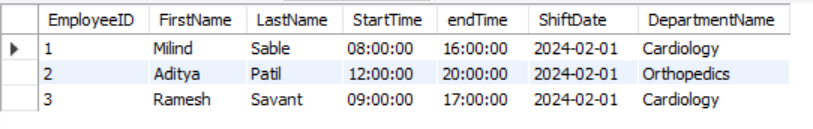 EmployeeID FirstName LastName StartTime endTime ShiftDate DepartmentName
1 Milind Sable 08:00:00 16:00:00 2024-02-01 Cardiology
2 Aditya Patil 12:00:00 20:00:00 2024-02-01 Orthopedics
3 Ramesh Savant 09:00:00 17:00:00 2024-02-01 Cardiology